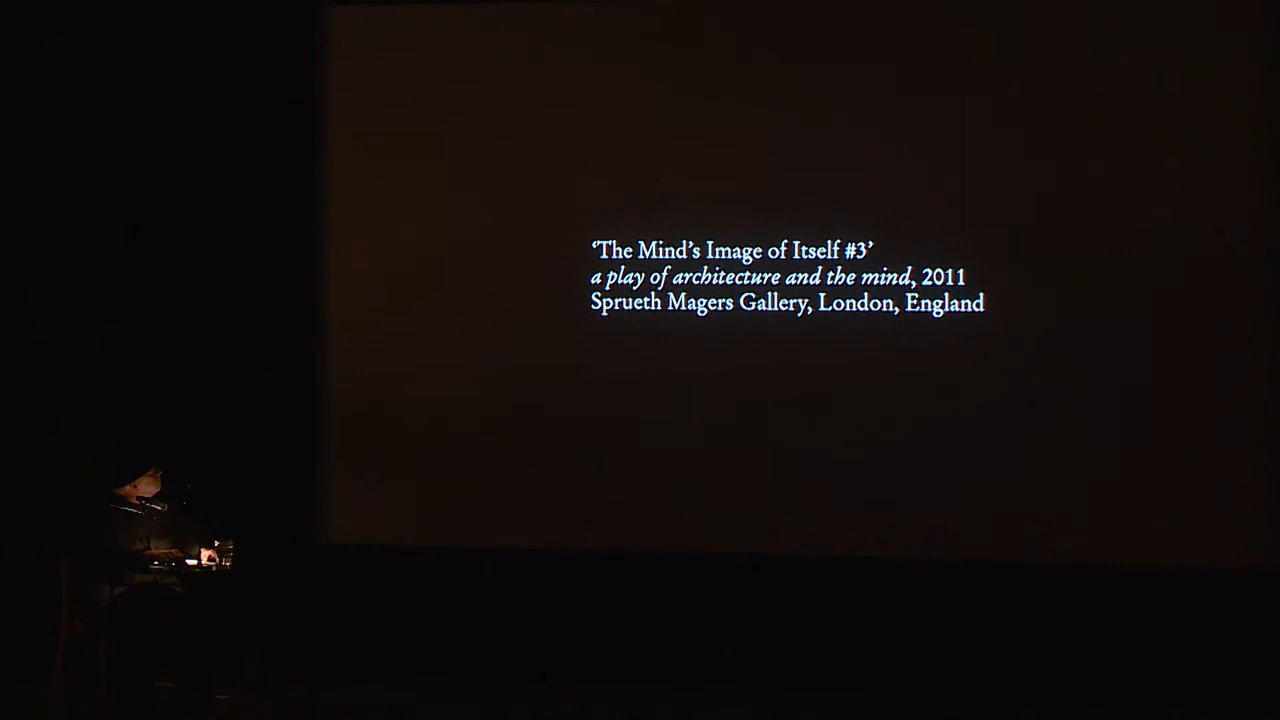 ‘The Mind’s Image of Itself #3’
a play of architecture and the mind, 2011
Sprueth Magers Gallery, London, England